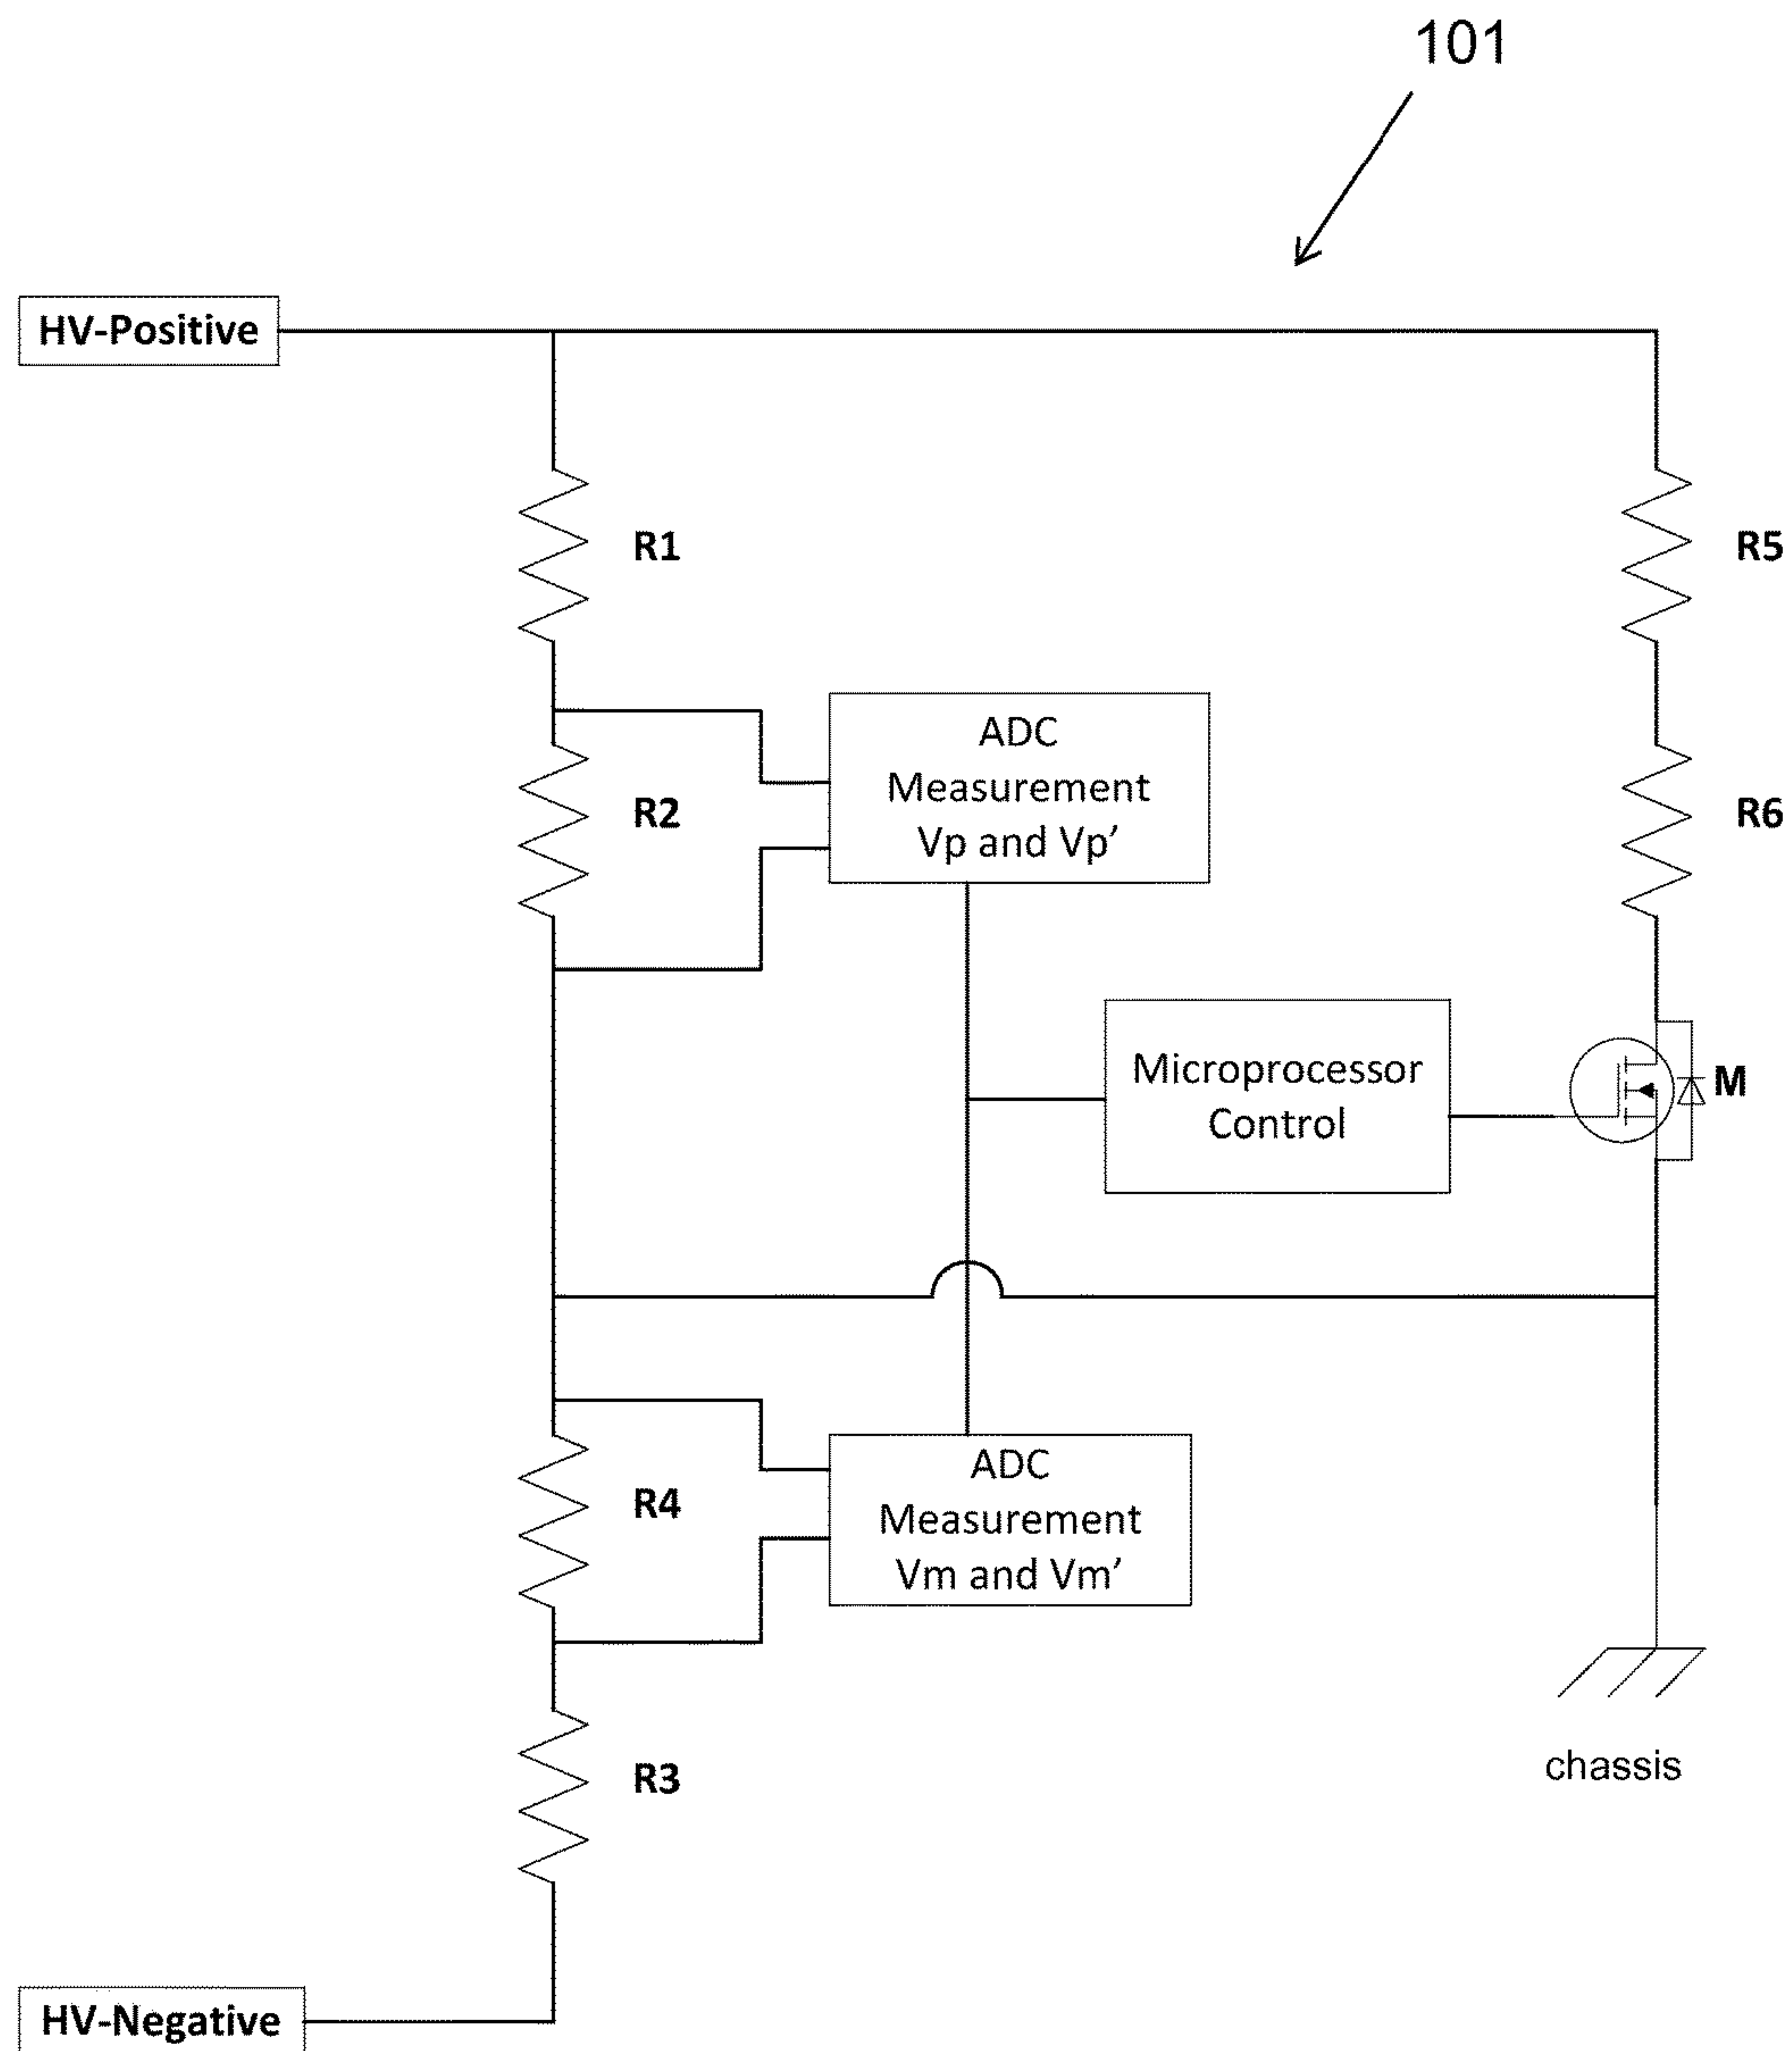 101
HV-Positive
R1
R5
ADC
Measurement
Vp and Vp’
R2
R6
Microprocessor
Control
M
ADC
Measurement
Vm and Vm’
R4
R3
chassis
HV-Negative